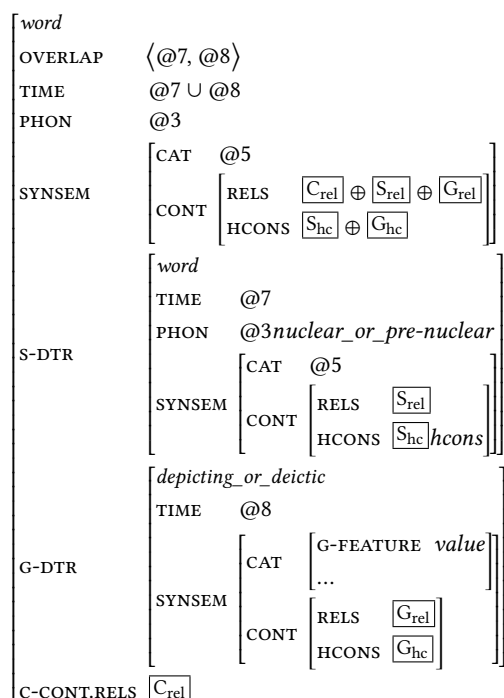 word
OVERLAP ⟨@7, @8⟩
TIME @7 ∪ @8
PHON @3
SYNSEM
CAT @5
CONT
RELS C_rel ⊕ S_rel ⊕ G_rel
HCONS S_hc ⊕ G_hc
S-DTR
word
TIME @7
PHON @3nuclear_or_pre-nuclear
SYNSEM
CAT @5
CONT
RELS S_rel
HCONS S_hc hcons
G-DTR
depicting_or_deictic
TIME @8
SYNSEM
CAT
G-FEATURE value
...
CONT
RELS G_rel
HCONS G_hc
C-CONT.RELS C_rel